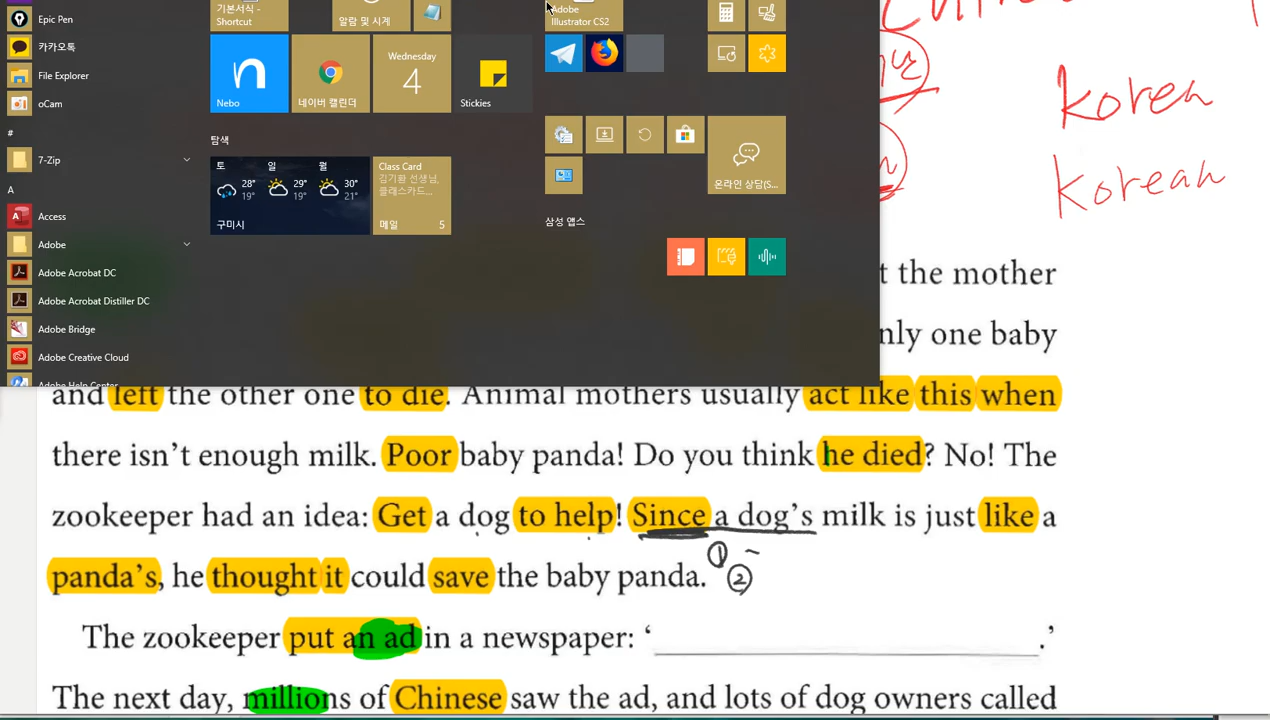 Epic Pen
카카오톡
File Explorer
oCam
#
7-Zip
A
Access
Adobe
Adobe Acrobat DC
Adobe Acrobat Distiller DC
Adobe Bridge
Adobe Creative Cloud
Adobe Help Center
기본서식 -
Shortcut
알람 및 시계
Adobe
Illustrator CS2
Nebo
네이버 캘린더
Wednesday
4
Stickies
탐색
토 일 월
28° 29° 30°
19° 19° 21°
구미시
Class Card
김기환 선생님,
클래스카드...
메일 5
온라인 상담(S...
삼성 앱스
Korea
Korean
t the mother
nly one baby
and left the other one to die. Animal mothers usually act like this when
there isn't enough milk. Poor baby panda! Do you think he died? No! The
zookeeper had an idea: Get a dog to help! Since a dog's milk is just like a
① ②
panda's, he thought it could save the baby panda.
The zookeeper put an ad in a newspaper: ‘ .’
The next day, millions of Chinese saw the ad, and lots of dog owners called